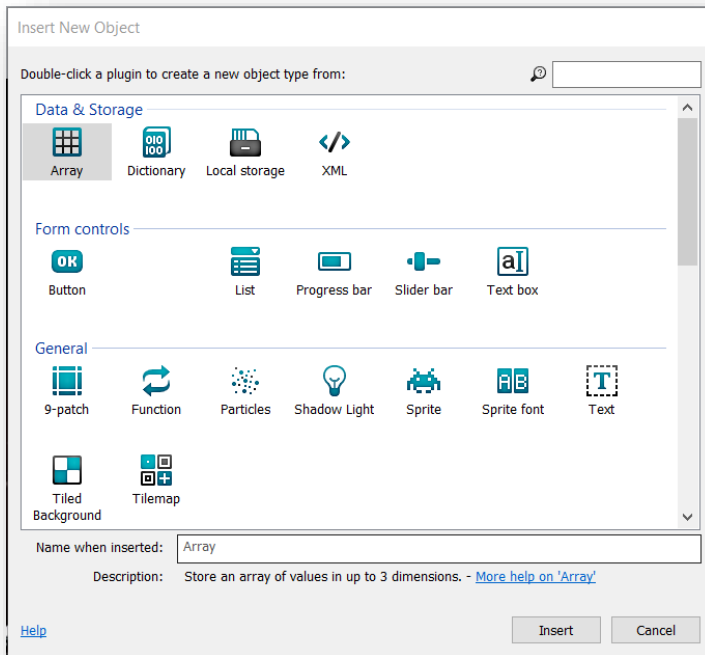 Insert New Object
Double-click a plugin to create a new object type from:
Data & Storage
Array Dictionary Local storage XML
Form controls
OK aI
Button List Progress bar Slider bar Text box
General
AB T
9-patch Function Particles Shadow Light Sprite Sprite font Text
Tiled Background Tilemap
Name when inserted: Array
Description: Store an array of values in up to 3 dimensions. - More help on 'Array'
Help Insert Cancel